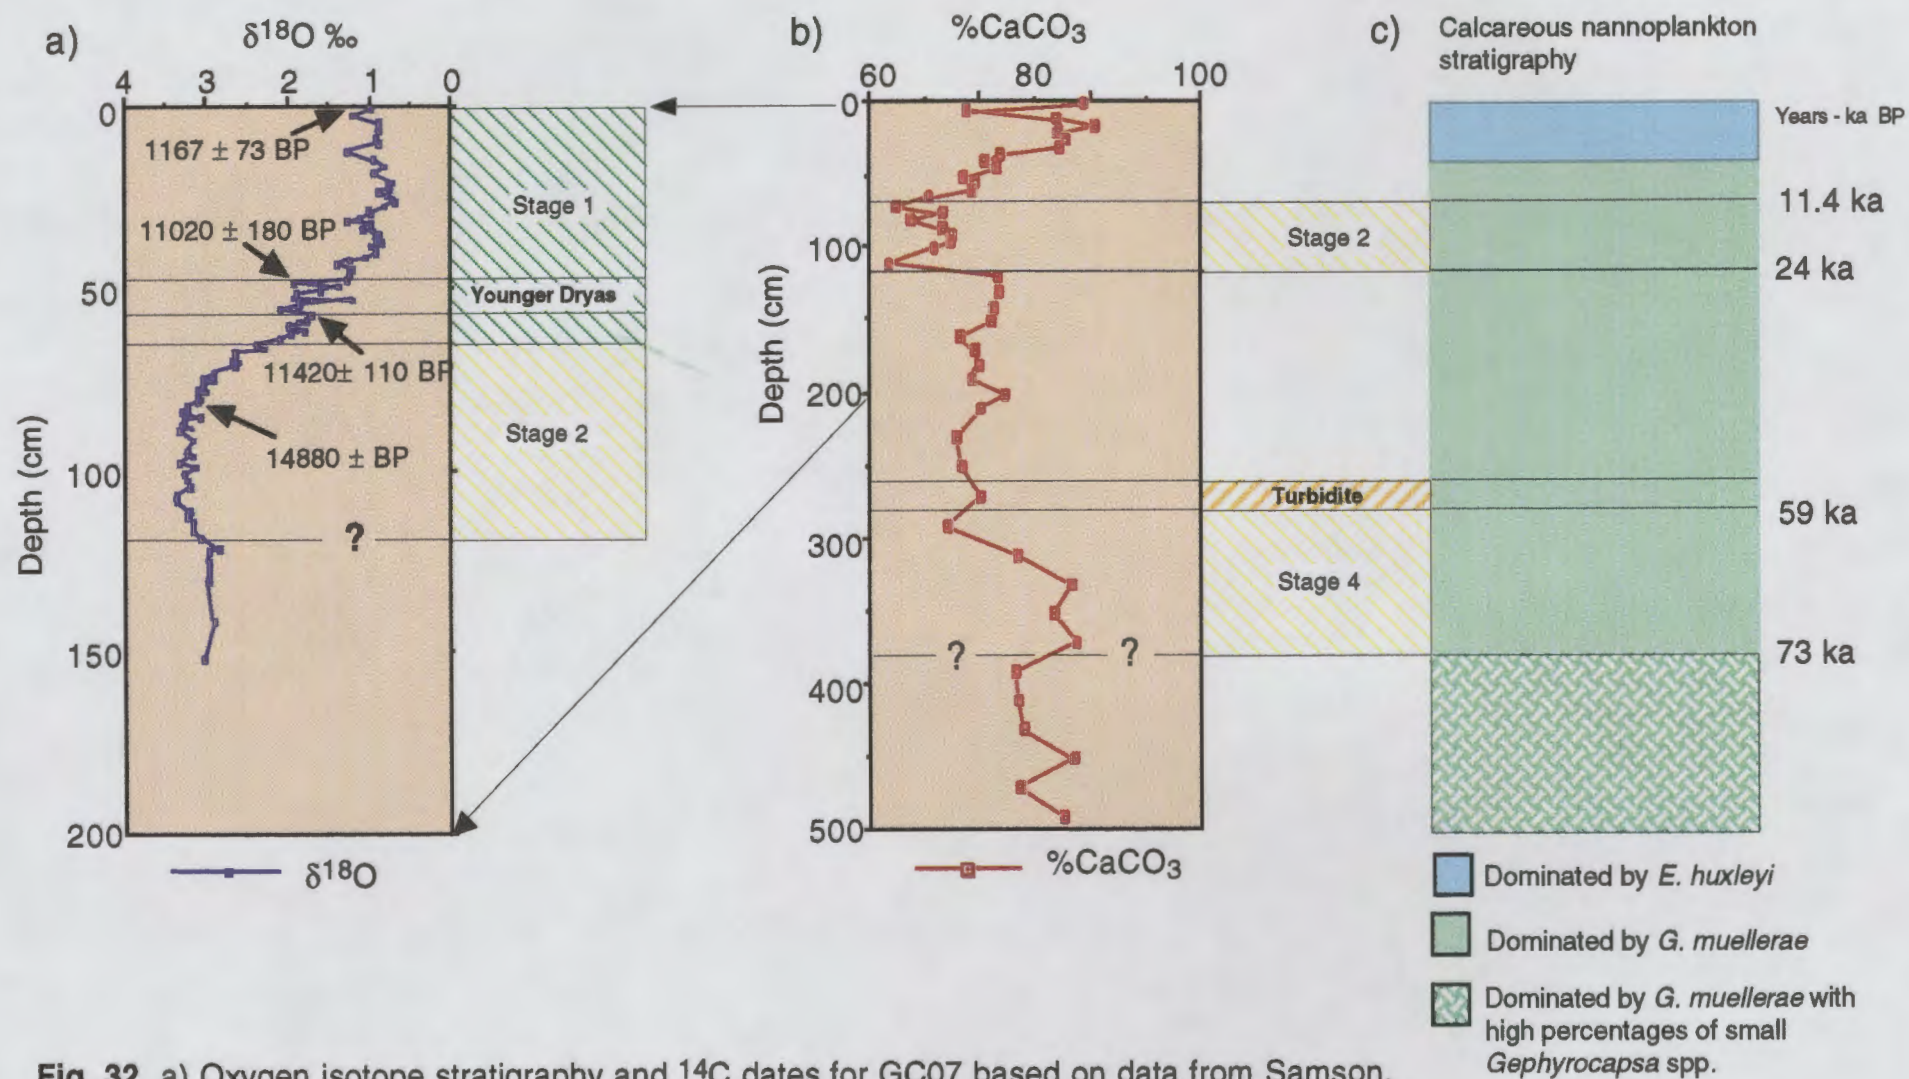 a)
δ18O ‰
4 3 2 1 0
0
50
100
150
200
Depth (cm)
1167 ± 73 BP
11020 ± 180 BP
11420± 110 BP
14880 ± BP
?
Stage 1
Younger Dryas
Stage 2
δ18O
b)
%CaCO3
60 80 100
0
100
200
300
400
500
Depth (cm)
? ?
Stage 2
Turbidite
Stage 4
%CaCO3
c)
Calcareous nannoplankton
stratigraphy
Years - ka BP
11.4 ka
24 ka
59 ka
73 ka
Dominated by E. huxleyi
Dominated by G. muellerae
Dominated by G. muellerae with
high percentages of small
Gephyrocapsa spp.
Fig. 32 a) Oxygen isotope stratigraphy and 14C dates for GC07 based on data from Samson,